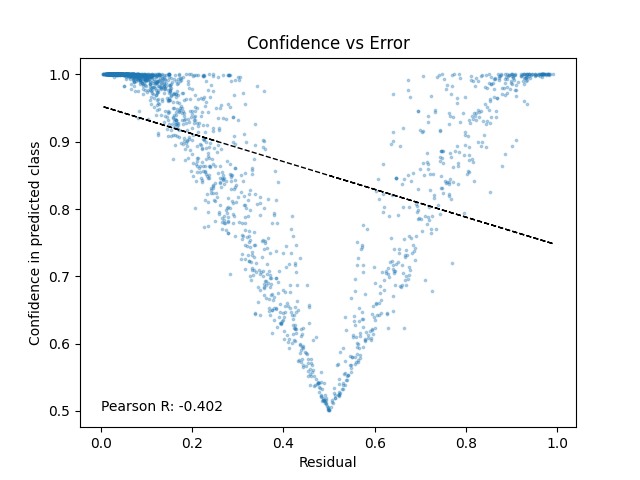 Confidence vs Error
Confidence in predicted class
1.0
0.9
0.8
0.7
0.6
0.5
Pearson R: -0.402
0.0 0.2 0.4 0.6 0.8 1.0
Residual